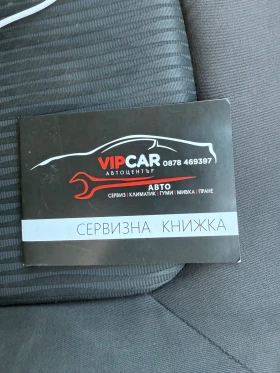 VIPCAR 0878 469397
АВТОЦЕНТЪР
АВТО
СЕРВИЗ | КЛИМАТИК | ГУМИ | МИВКА | ПРАНЕ
СЕРВИЗНА КНИЖКА